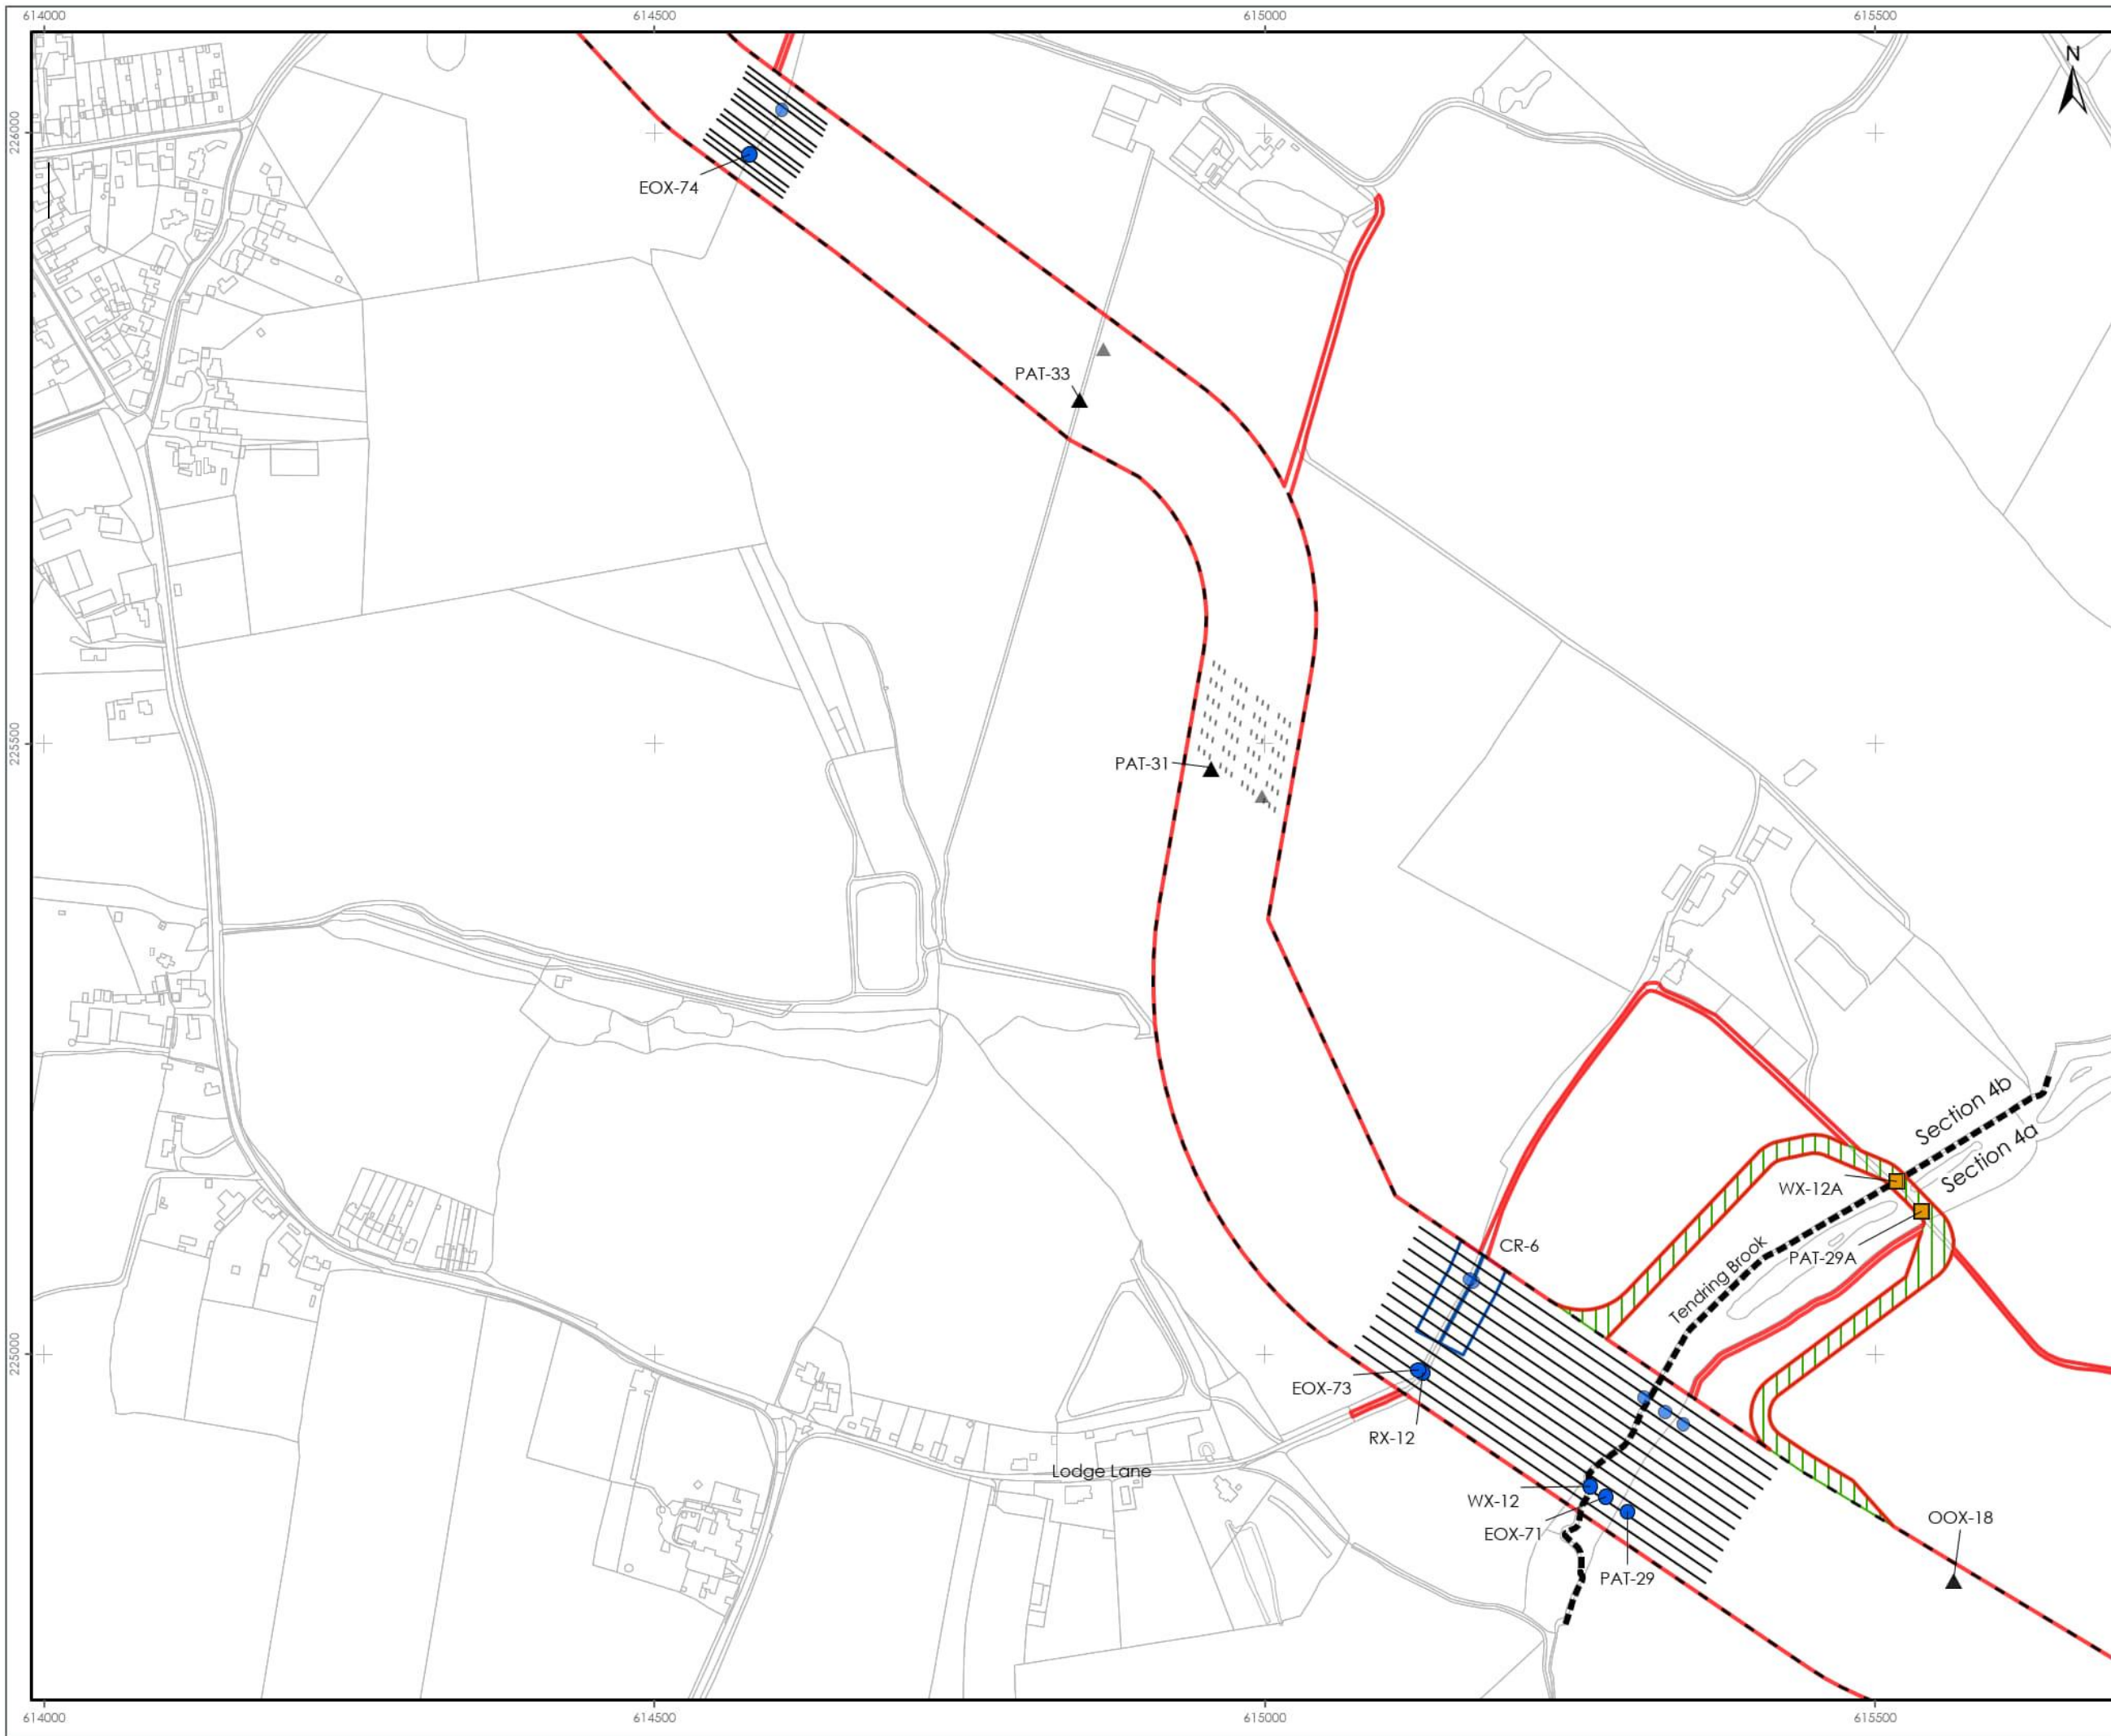 614000
614500
615000
615500
N
226000
EOX-74
PAT-33
225500
PAT-31
Section 4b
Section 4a
WX-12A
PAT-29A
Tendring Brook
CR-6
225000
EOX-73
RX-12
Lodge Lane
WX-12
EOX-71
PAT-29
OOX-18
614000
614500
615000
615500